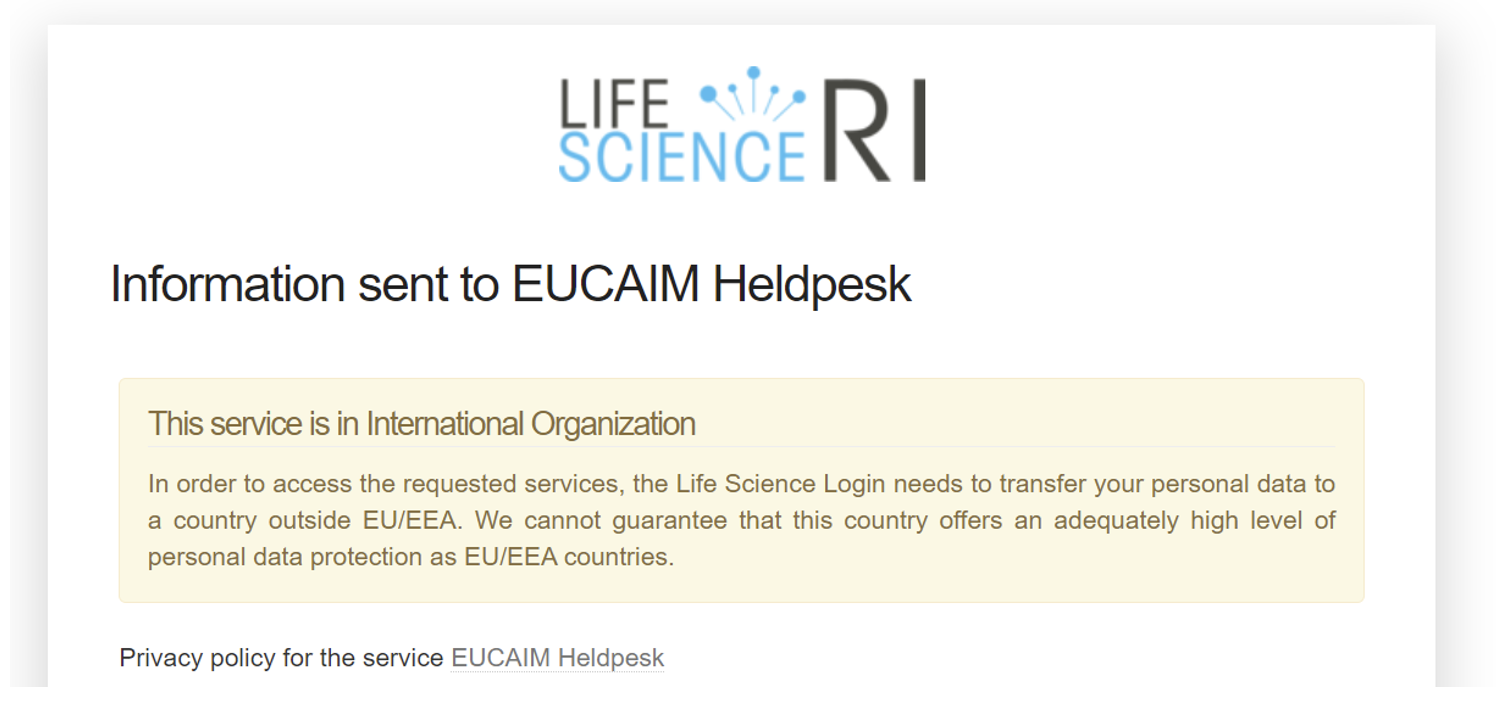 LIFE
SCIENCE RI
Information sent to EUCAIM Heldpesk
This service is in International Organization
In order to access the requested services, the Life Science Login needs to transfer your personal data to
a country outside EU/EEA. We cannot guarantee that this country offers an adequately high level of
personal data protection as EU/EEA countries.
Privacy policy for the service EUCAIM Heldpesk